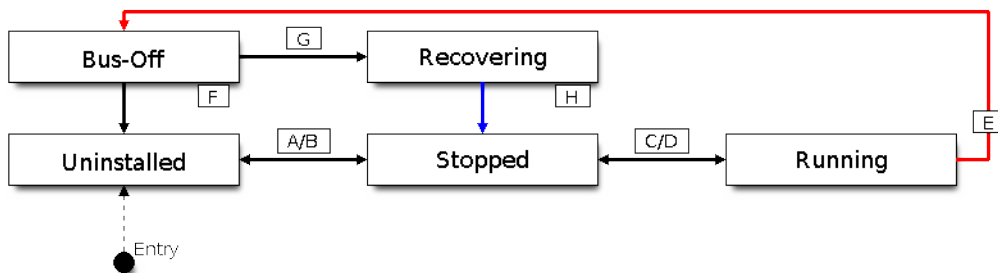 G
Bus-Off
Recovering
F
H
E
A/B
C/D
Uninstalled
Stopped
Running
Entry